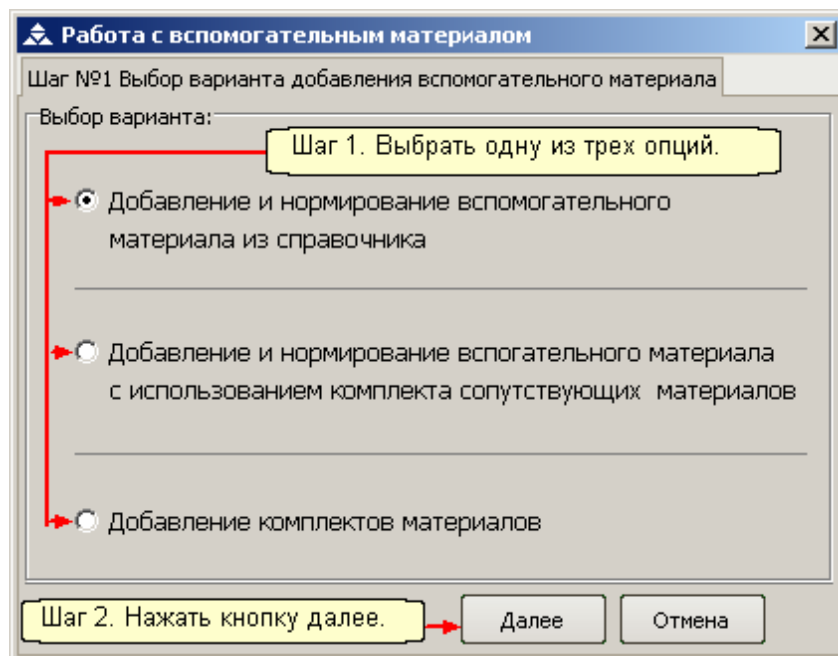 Работа с вспомогательным материалом
Шаг №1 Выбор варианта добавления вспомогательного материала
Выбор варианта:
Шаг 1. Выбрать одну из трех опций.
Добавление и нормирование вспомогательного
материала из справочника
Добавление и нормирование вспогательного материала
с использованием комплекта сопутствующих материалов
Добавление комплектов материалов
Шаг 2. Нажать кнопку далее.
Далее
Отмена